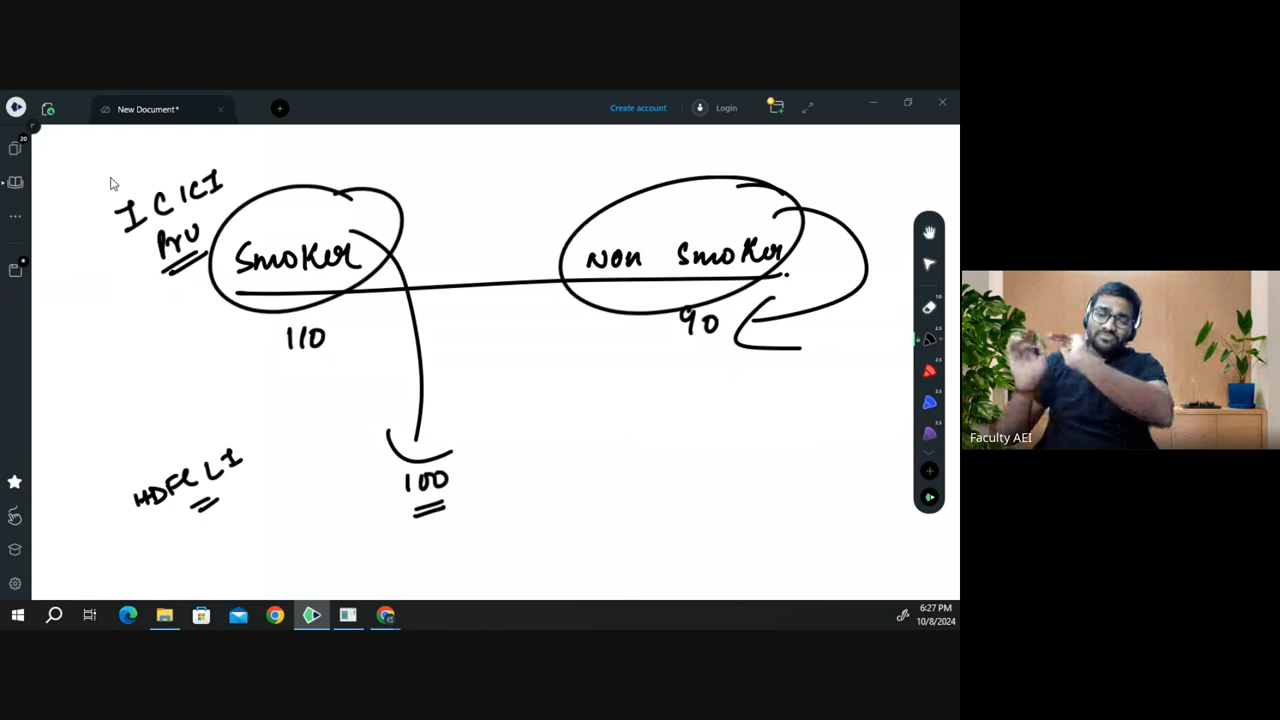 New Document*
Create account
Login
20
ICICI
Pru
Smoker
Non Smoker
110
90
HDFC LI
100
Faculty AEI
6:27 PM
10/8/2024